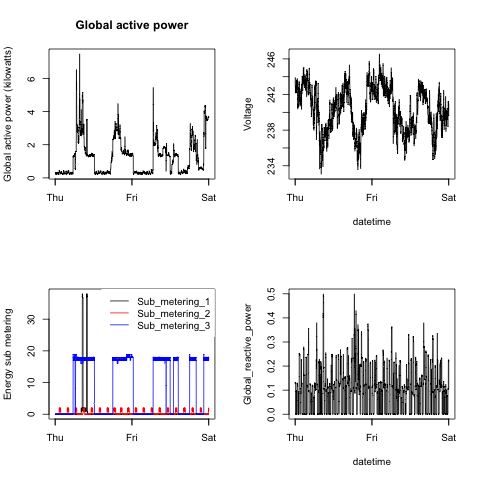 Global active power
Global active power (kilowatts)
0
2
4
6
Thu
Fri
Sat
Voltage
234
238
242
246
Thu
Fri
Sat
datetime
Energy sub metering
0
10
20
30
Sub_metering_1
Sub_metering_2
Sub_metering_3
Thu
Fri
Sat
Global_reactive_power
0.0
0.1
0.2
0.3
0.4
0.5
Thu
Fri
Sat
datetime